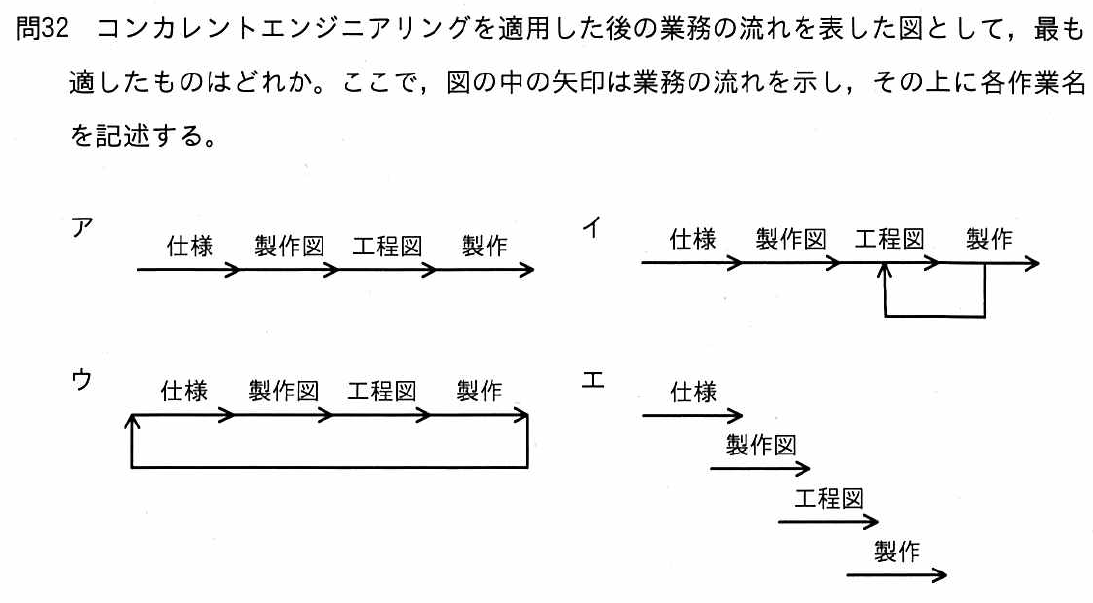 問32　コンカレントエンジニアリングを適用した後の業務の流れを表した図として，最も
適したものはどれか。ここで，図の中の矢印は業務の流れを示し，その上に各作業名
を記述する。
ア
仕様　製作図　工程図　製作
イ
仕様　製作図　工程図　製作
ウ
仕様　製作図　工程図　製作
エ
仕様
製作図
工程図
製作